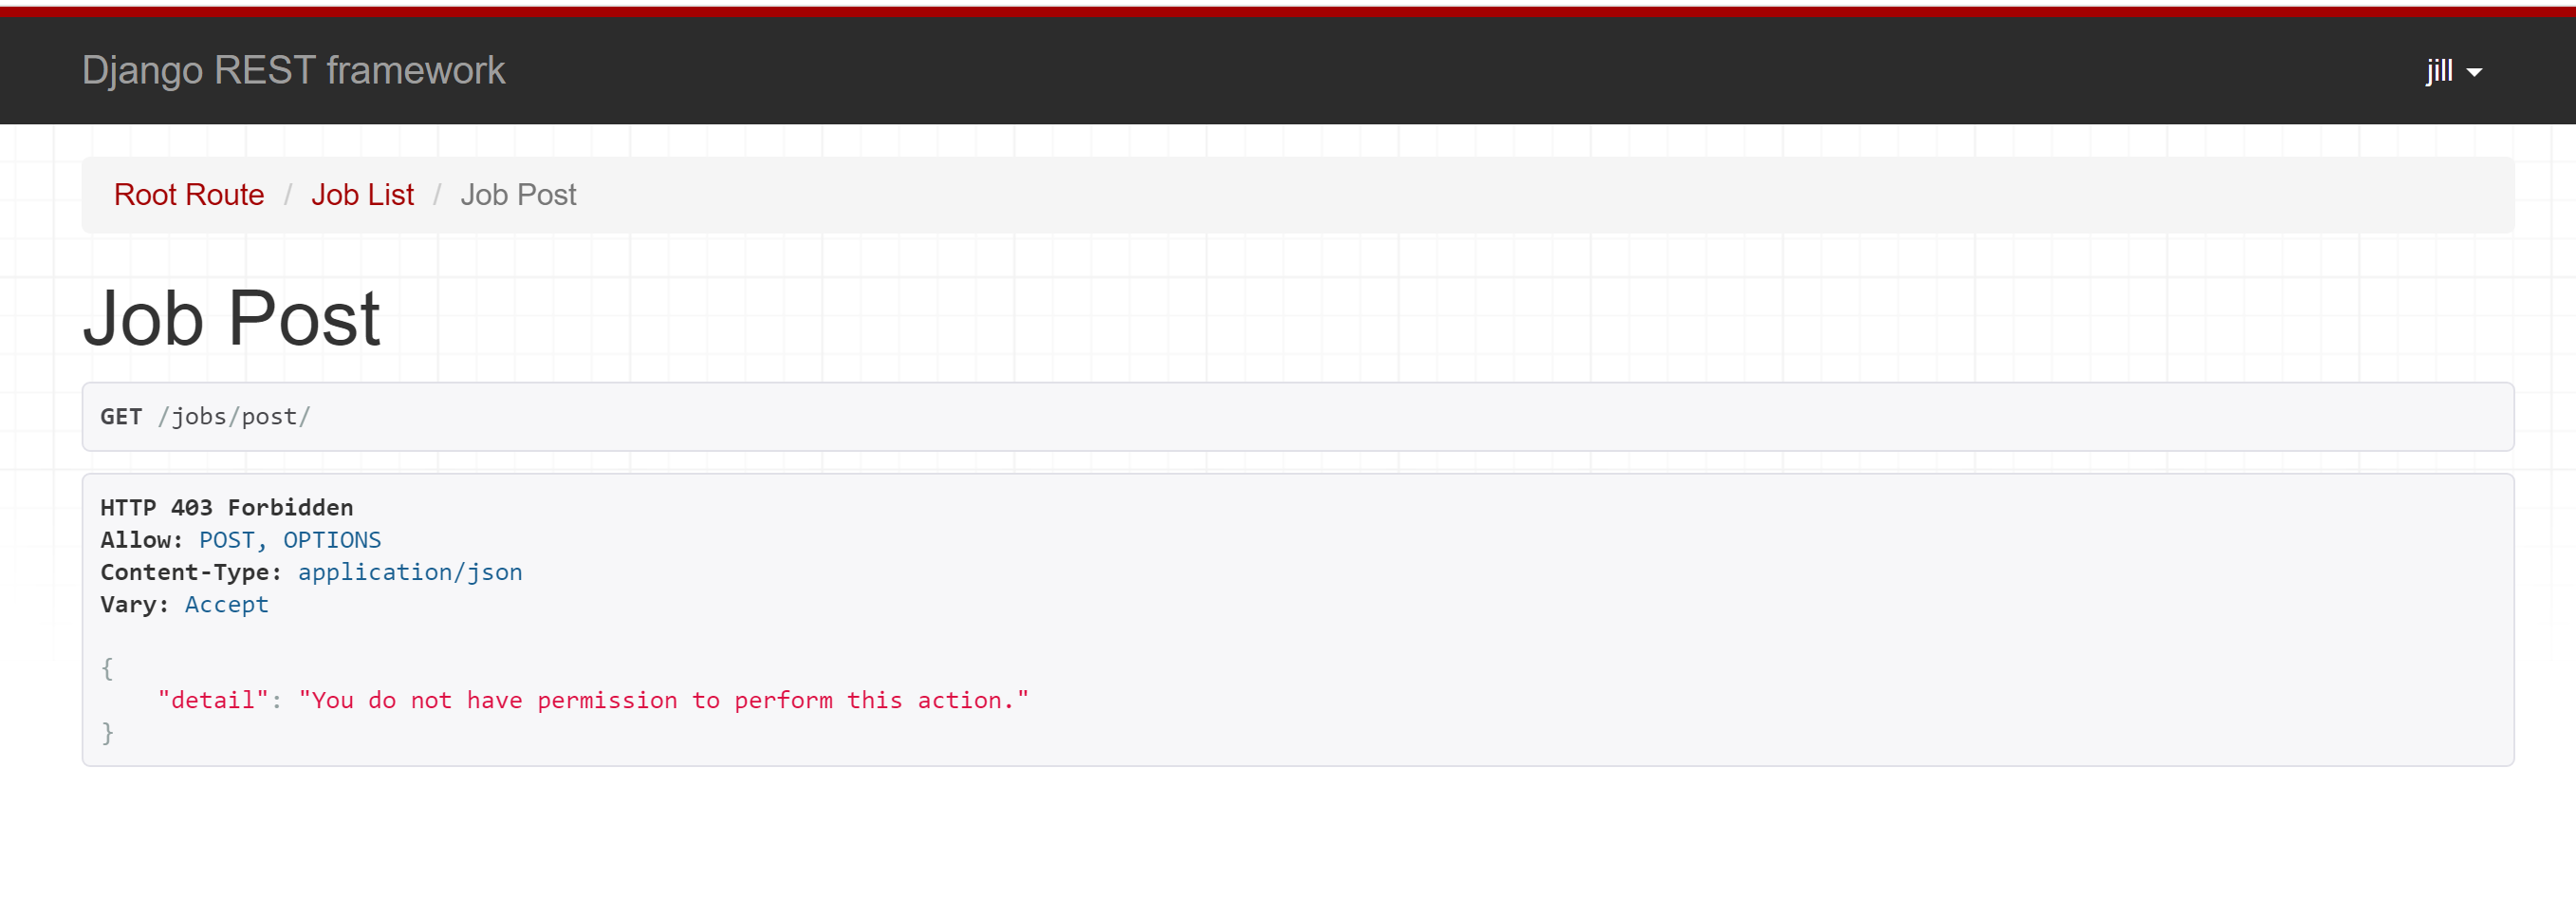 Django REST framework
jill
Root Route / Job List / Job Post
Job Post
GET /jobs/post/
HTTP 403 Forbidden
Allow: POST, OPTIONS
Content-Type: application/json
Vary: Accept
{
    "detail": "You do not have permission to perform this action."
}